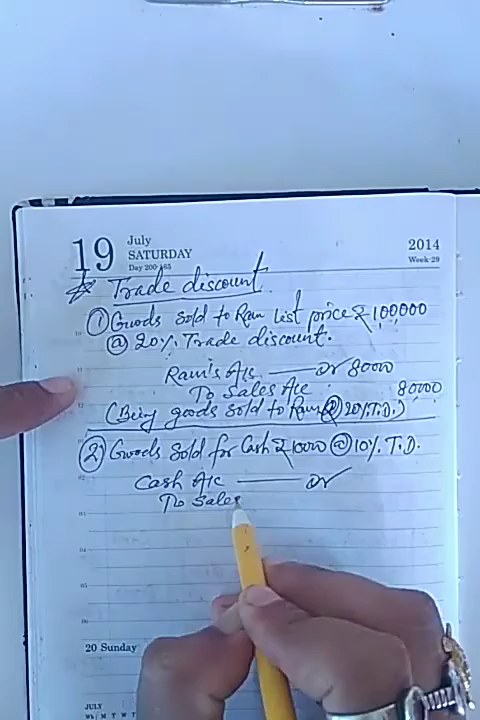 19 July 2014
SATURDAY Week-29
Day 200-165
☆ Trade discount
① Goods Sold to Ram List price ₹100000
@ 20% Trade discount.
Ram's A/c —— Dr 80000
To Sales A/c 80000
(Being goods sold to Ram @ 20% T.D.)
② Goods Sold for Cash ₹1000 @ 10% T.D.
Cash A/c —— Dr
To Sales
20 Sunday
JULY
Wk M T W T